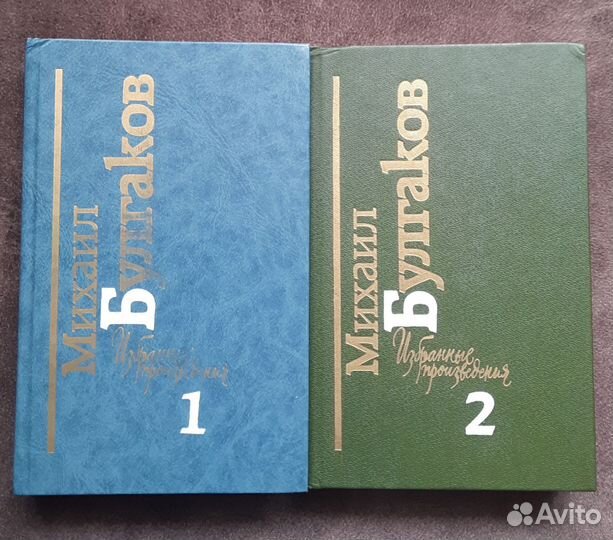 Михаил
Булгаков
Избранные
произведения
1
Михаил
Булгаков
Избранные
произведения
2
Avito